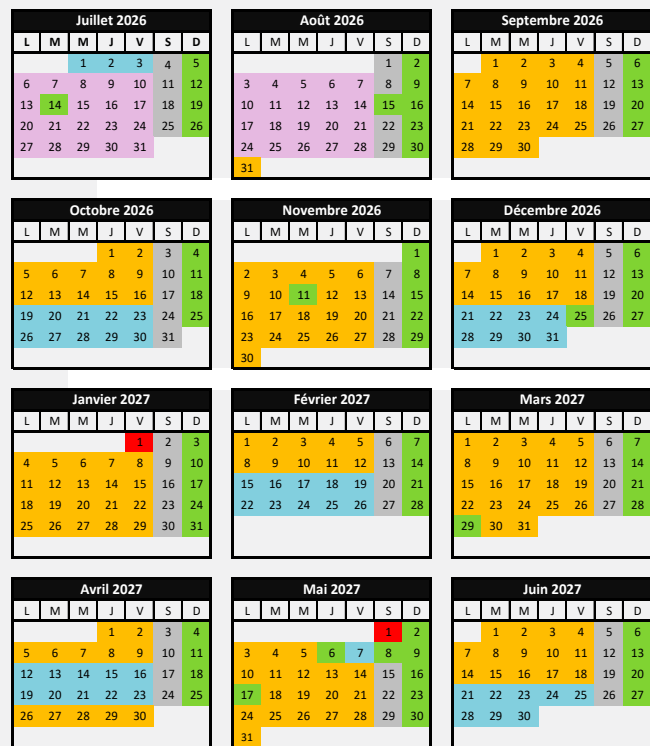 Juillet 2026 Août 2026 Septembre 2026
L M M J V S D L M M J V S D L M M J V S D
1 2 3 4 5 1 2 1 2 3 4 5 6
6 7 8 9 10 11 12 3 4 5 6 7 8 9 7 8 9 10 11 12 13
13 14 15 16 17 18 19 10 11 12 13 14 15 16 14 15 16 17 18 19 20
20 21 22 23 24 25 26 17 18 19 20 21 22 23 21 22 23 24 25 26 27
27 28 29 30 31 24 25 26 27 28 29 30 28 29 30
31
Octobre 2026 Novembre 2026 Décembre 2026
L M M J V S D L M M J V S D L M M J V S D
1 2 3 4 1 1 2 3 4 5 6
5 6 7 8 9 10 11 2 3 4 5 6 7 8 7 8 9 10 11 12 13
12 13 14 15 16 17 18 9 10 11 12 13 14 15 14 15 16 17 18 19 20
19 20 21 22 23 24 25 16 17 18 19 20 21 22 21 22 23 24 25 26 27
26 27 28 29 30 31 23 24 25 26 27 28 29 28 29 30 31
30
Janvier 2027 Février 2027 Mars 2027
L M M J V S D L M M J V S D L M M J V S D
1 2 3 1 2 3 4 5 6 7 1 2 3 4 5 6 7
4 5 6 7 8 9 10 8 9 10 11 12 13 14 8 9 10 11 12 13 14
11 12 13 14 15 16 17 15 16 17 18 19 20 21 15 16 17 18 19 20 21
18 19 20 21 22 23 24 22 23 24 25 26 27 28 22 23 24 25 26 27 28
25 26 27 28 29 30 31 29 30 31
Avril 2027 Mai 2027 Juin 2027
L M M J V S D L M M J V S D L M M J V S D
1 2 3 4 1 2 1 2 3 4 5 6
5 6 7 8 9 10 11 3 4 5 6 7 8 9 7 8 9 10 11 12 13
12 13 14 15 16 17 18 10 11 12 13 14 15 16 14 15 16 17 18 19 20
19 20 21 22 23 24 25 17 18 19 20 21 22 23 21 22 23 24 25 26 27
26 27 28 29 30 24 25 26 27 28 29 30 28 29 30
31